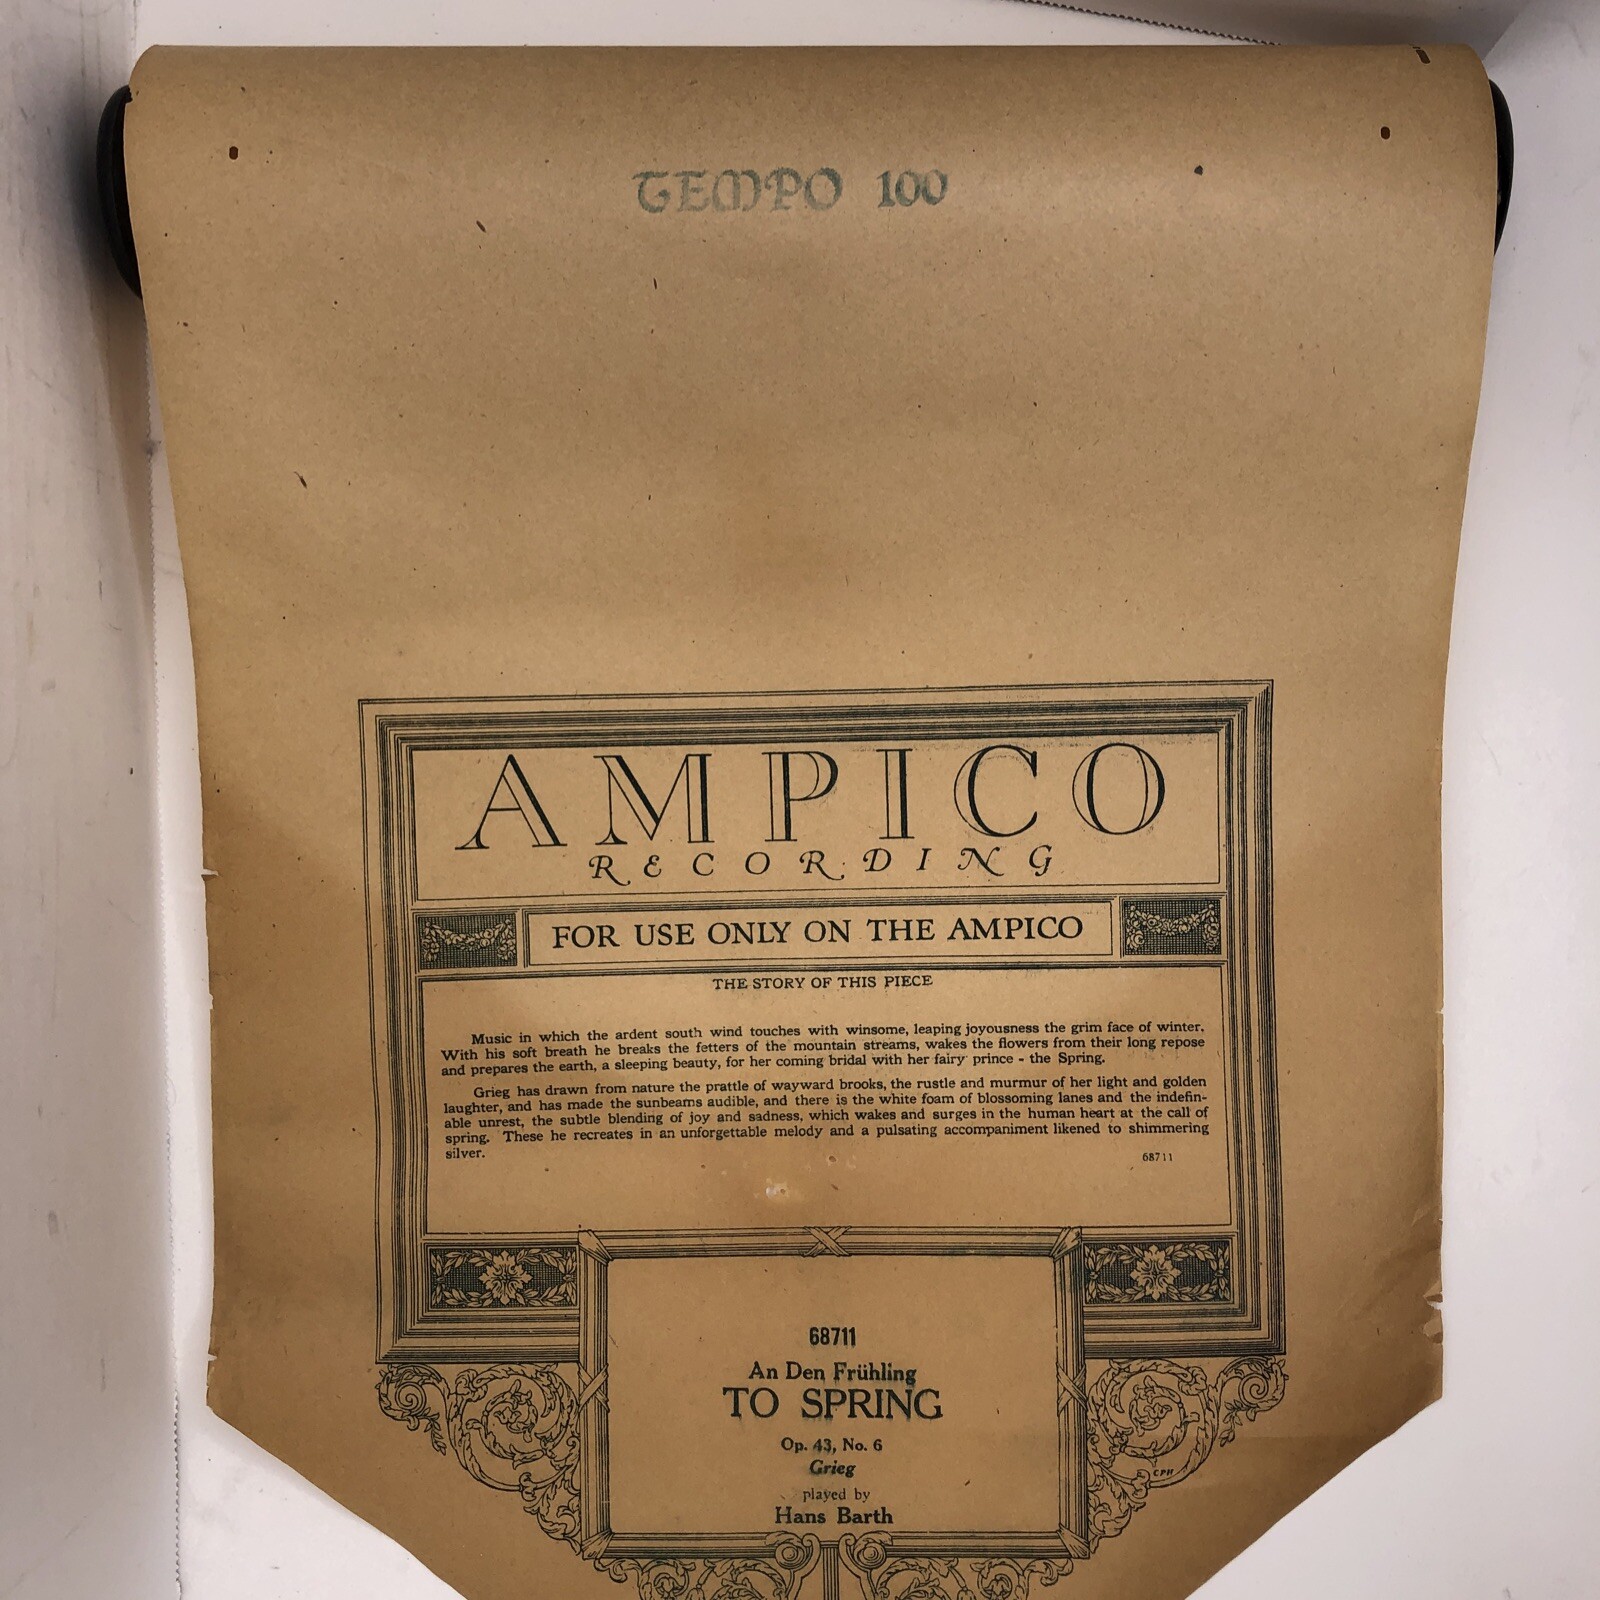 TEMPO 100
AMPICO
RECORDING
FOR USE ONLY ON THE AMPICO
THE STORY OF THIS PIECE
Music in which the ardent south wind touches with winsome, leaping joyousness the grim face of winter.
With his soft breath he breaks the fetters of the mountain streams, wakes the flowers from their long repose
and prepares the earth, a sleeping beauty, for her coming bridal with her fairy prince - the Spring.
Grieg has drawn from nature the prattle of wayward brooks, the rustle and murmur of her light and golden
laughter, and has made the sunbeams audible, and there is the white foam of blossoming lanes and the indefin-
able unrest, the subtle blending of joy and sadness, which wakes and surges in the human heart at the call of
spring. These he recreates in an unforgettable melody and a pulsating accompaniment likened to shimmering
silver.
68711
68711
An Den Frühling
TO SPRING
Op. 43, No. 6
Grieg
played by
Hans Barth
CPH